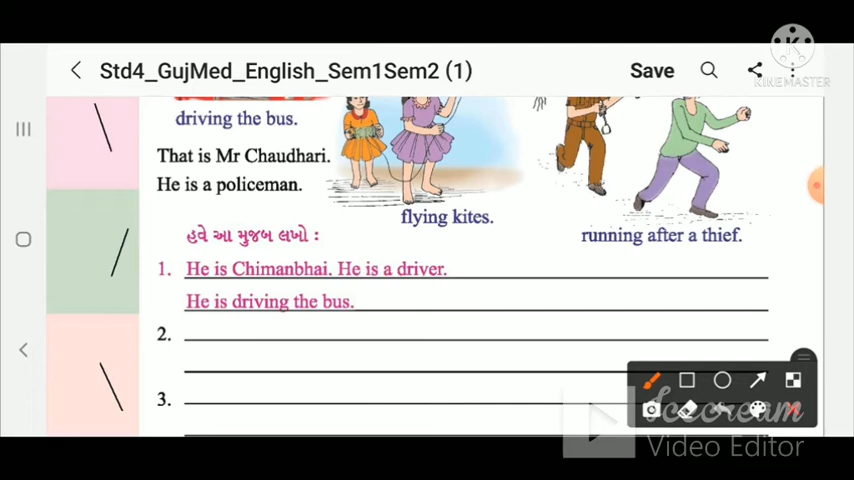 Std4_GujMed_English_Sem1Sem2 (1)
Save
KINEMASTER
driving the bus.
That is Mr Chaudhari.
He is a policeman.
flying kites.
running after a thief.
હવે આ મુજબ લખો :
1. He is Chimanbhai. He is a driver.
He is driving the bus.
2.
3.
Icecream
Video Editor